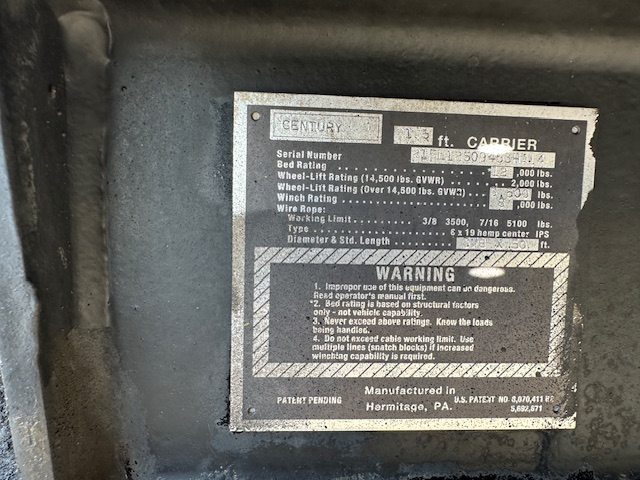 CENTURY ft. CARRIER
Serial Number
Bed Rating ,000 lbs.
Wheel-Lift Rating (14,500 lbs. GVWR) 2,000 lbs.
Wheel-Lift Rating (Over 14,500 lbs. GVWR) lbs.
Winch Rating ,000 lbs.
Wire Rope:
Working Limit 3/8 3500, 7/16 5100 lbs.
Type 6 x 19 hemp center IPS
Diameter & Std. Length 3/8 X 50 ft.
WARNING
1. Improper use of this equipment can be dangerous.
Read operator's manual first.
2. Bed rating is based on structural factors
only - not vehicle capability.
3. Never exceed above ratings. Know the loads
being handled.
4. Do not exceed cable working limit. Use
multiple lines (snatch blocks) if increased
winching capability is required.
PATENT PENDING
Manufactured in
Hermitage, PA.
U.S. PATENT NO.
5,692,871